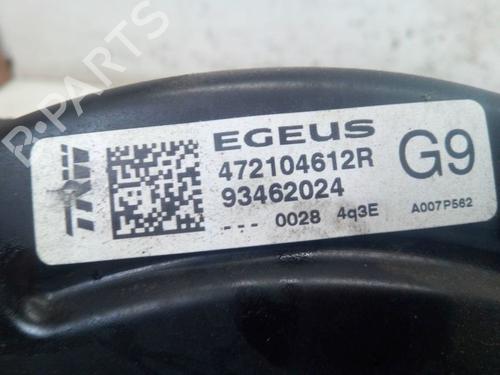 B-PARTS
TRW
EGEUS
472104612R
G9
93462024
--- 0028 4q3E
A007P562